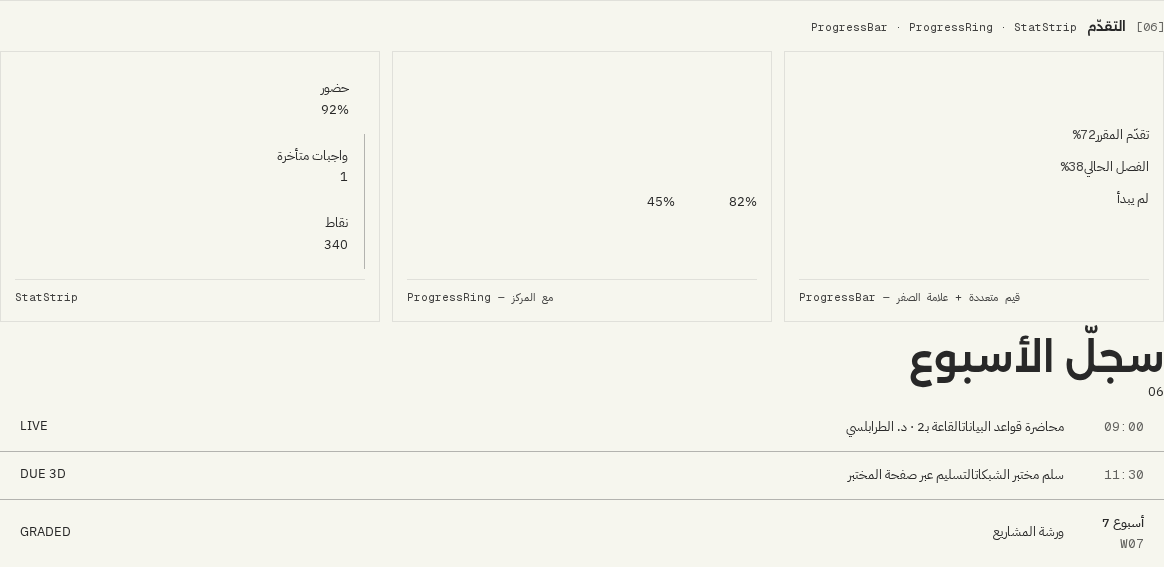 [06] التقدّم ProgressBar · ProgressRing · StatStrip
تقدّم المقرر72%
الفصل الحالي38%
لم يبدأ
ProgressBar — قيم متعددة + علامة الصفر
82% 45%
ProgressRing — مع المركز
حضور
92%
واجبات متأخرة
1
نقاط
340
StatStrip
سجلّ الأسبوع
06
09:00 محاضرة قواعد البياناتالقاعة ب2 · د. الطرابلسي LIVE
11:30 سلم مختبر الشبكاتالتسليم عبر صفحة المختبر DUE 3D
أسبوع 7
W07 ورشة المشاريع GRADED